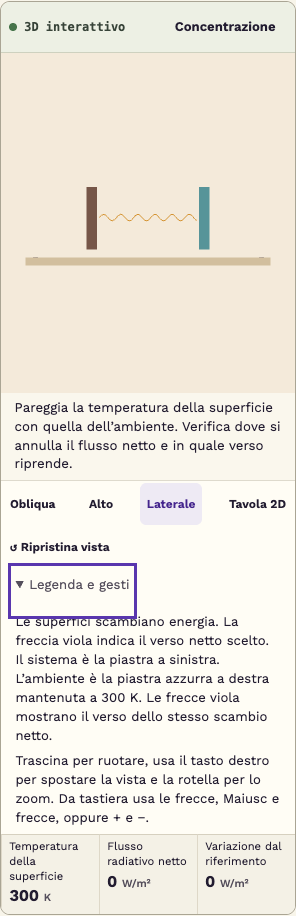 3D interattivo
Concentrazione
Pareggia la temperatura della superficie
con quella dell’ambiente. Verifica dove si
annulla il flusso netto e in quale verso
riprende.
Obliqua
Alto
Laterale
Tavola 2D
↺ Ripristina vista
▼ Legenda e gesti
Le superfici scambiano energia. La
freccia viola indica il verso netto scelto.
Il sistema è la piastra a sinistra.
L’ambiente è la piastra azzurra a destra
mantenuta a 300 K. Le frecce viola
mostrano il verso dello stesso scambio
netto.
Trascina per ruotare, usa il tasto destro
per spostare la vista e la rotella per lo
zoom. Da tastiera usa le frecce, Maiusc e
frecce, oppure + e −.
Temperatura
della
superficie
300 K
Flusso
radiativo netto
0 W/m²
Variazione dal
riferimento
0 W/m²